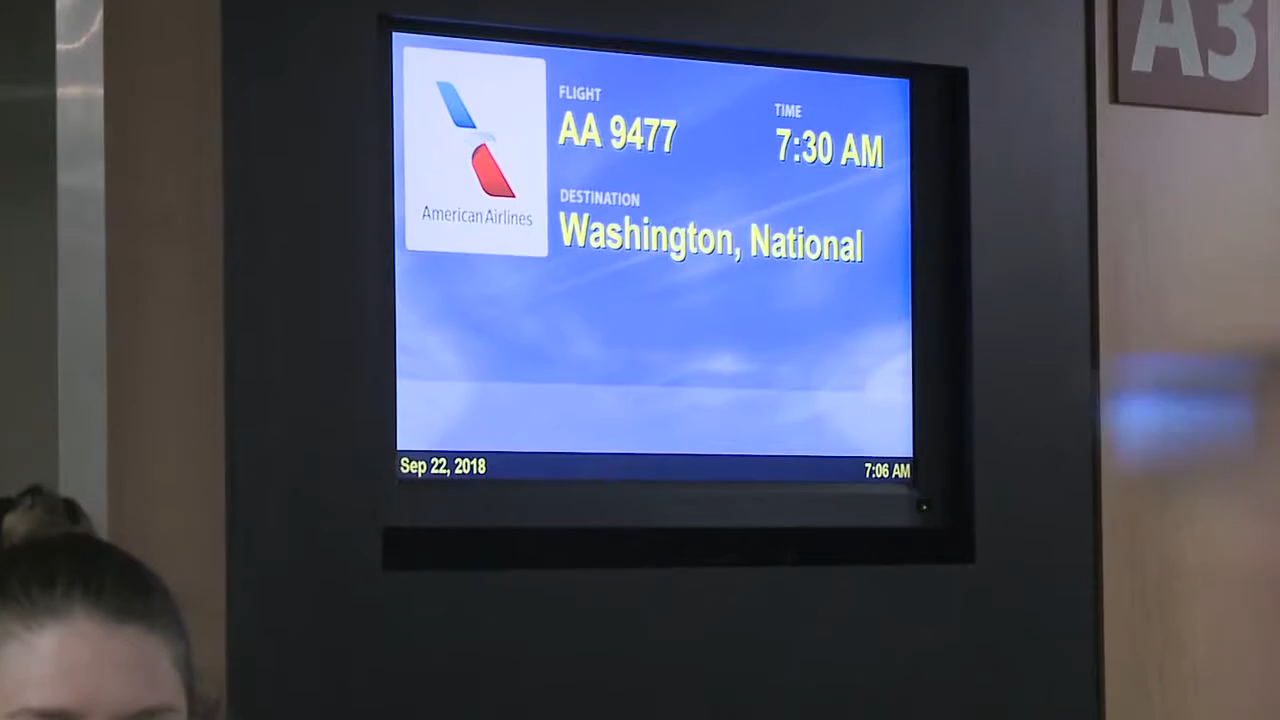 A3
FLIGHT
TIME
AA 9477
7:30 AM
DESTINATION
Washington, National
American Airlines
Sep 22, 2018
7:06 AM